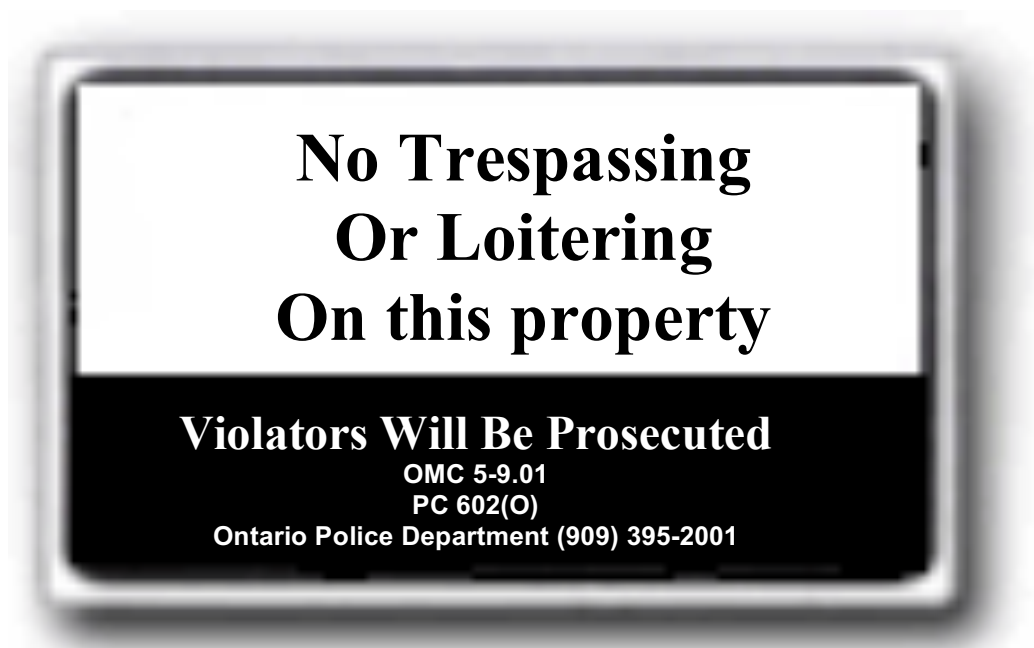 No Trespassing
Or Loitering
On this property
Violators Will Be Prosecuted
OMC 5-9.01
PC 602(O)
Ontario Police Department (909) 395-2001